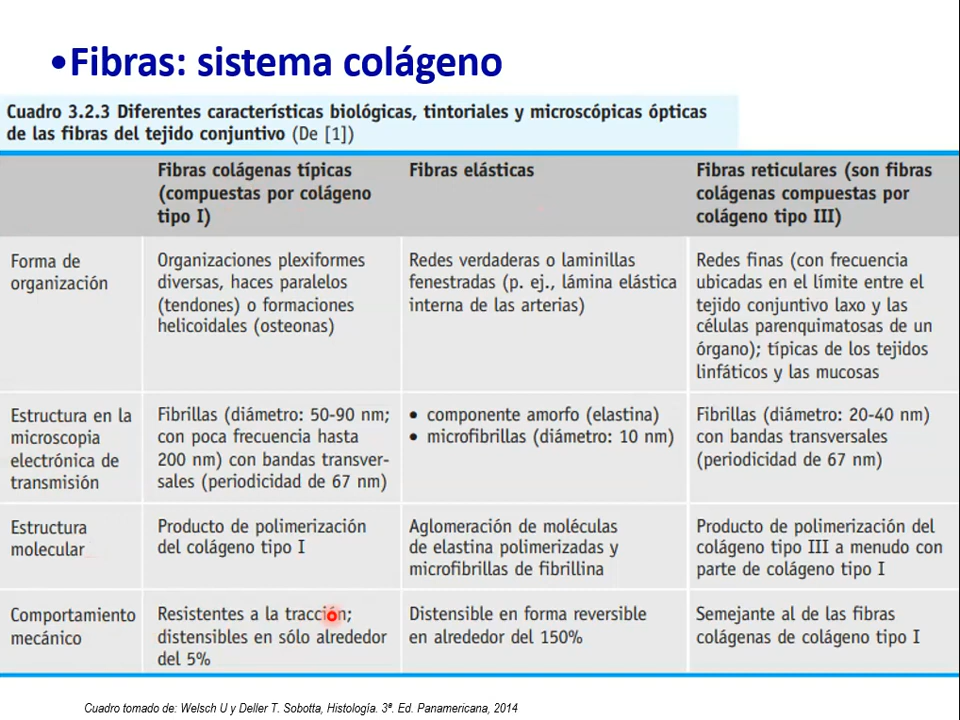 •Fibras: sistema colágeno
Cuadro 3.2.3 Diferentes características biológicas, tintoriales y microscópicas ópticas
de las fibras del tejido conjuntivo (De [1])
Fibras colágenas típicas
(compuestas por colágeno
tipo I)
Fibras elásticas
Fibras reticulares (son fibras
colágenas compuestas por
colágeno tipo III)
Forma de
organización
Organizaciones plexiformes
diversas, haces paralelos
(tendones) o formaciones
helicoidales (osteonas)
Redes verdaderas o laminillas
fenestradas (p. ej., lámina elástica
interna de las arterias)
Redes finas (con frecuencia
ubicadas en el límite entre el
tejido conjuntivo laxo y las
células parenquimatosas de un
órgano); típicas de los tejidos
linfáticos y las mucosas
Estructura en la
microscopia
electrónica de
transmisión
Fibrillas (diámetro: 50-90 nm;
con poca frecuencia hasta
200 nm) con bandas transver-
sales (periodicidad de 67 nm)
• componente amorfo (elastina)
• microfibrillas (diámetro: 10 nm)
Fibrillas (diámetro: 20-40 nm)
con bandas transversales
(periodicidad de 67 nm)
Estructura
molecular
Producto de polimerización
del colágeno tipo I
Aglomeración de moléculas
de elastina polimerizadas y
microfibrillas de fibrillina
Producto de polimerización del
colágeno tipo III a menudo con
parte de colágeno tipo I
Comportamiento
mecánico
Resistentes a la tracción;
distensibles en sólo alrededor
del 5%
Distensible en forma reversible
en alrededor del 150%
Semejante al de las fibras
colágenas de colágeno tipo I
Cuadro tomado de: Welsch U y Deller T. Sobotta, Histología. 3ª. Ed. Panamericana, 2014